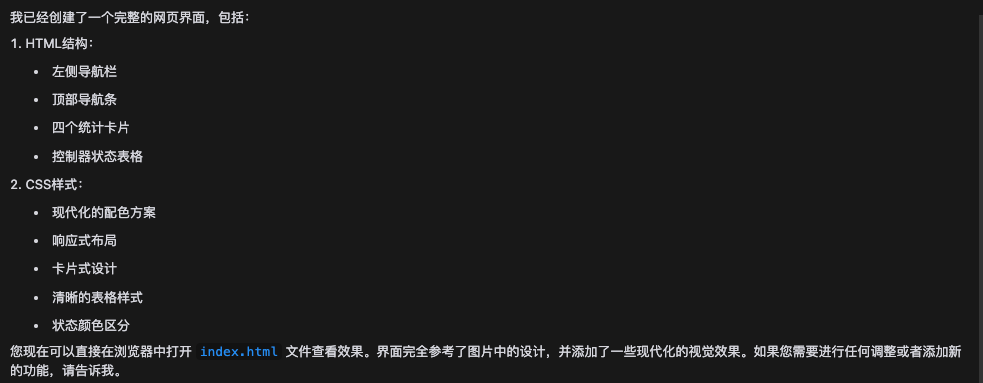 我已经创建了一个完整的网页界面，包括：
1. HTML结构：
• 左侧导航栏
• 顶部导航条
• 四个统计卡片
• 控制器状态表格
2. CSS样式：
• 现代化的配色方案
• 响应式布局
• 卡片式设计
• 清晰的表格样式
• 状态颜色区分
您现在可以直接在浏览器中打开 index.html 文件查看效果。界面完全参考了图片中的设计，并添加了一些现代化的视觉效果。如果您需要进行任何调整或者添加新
的功能，请告诉我。